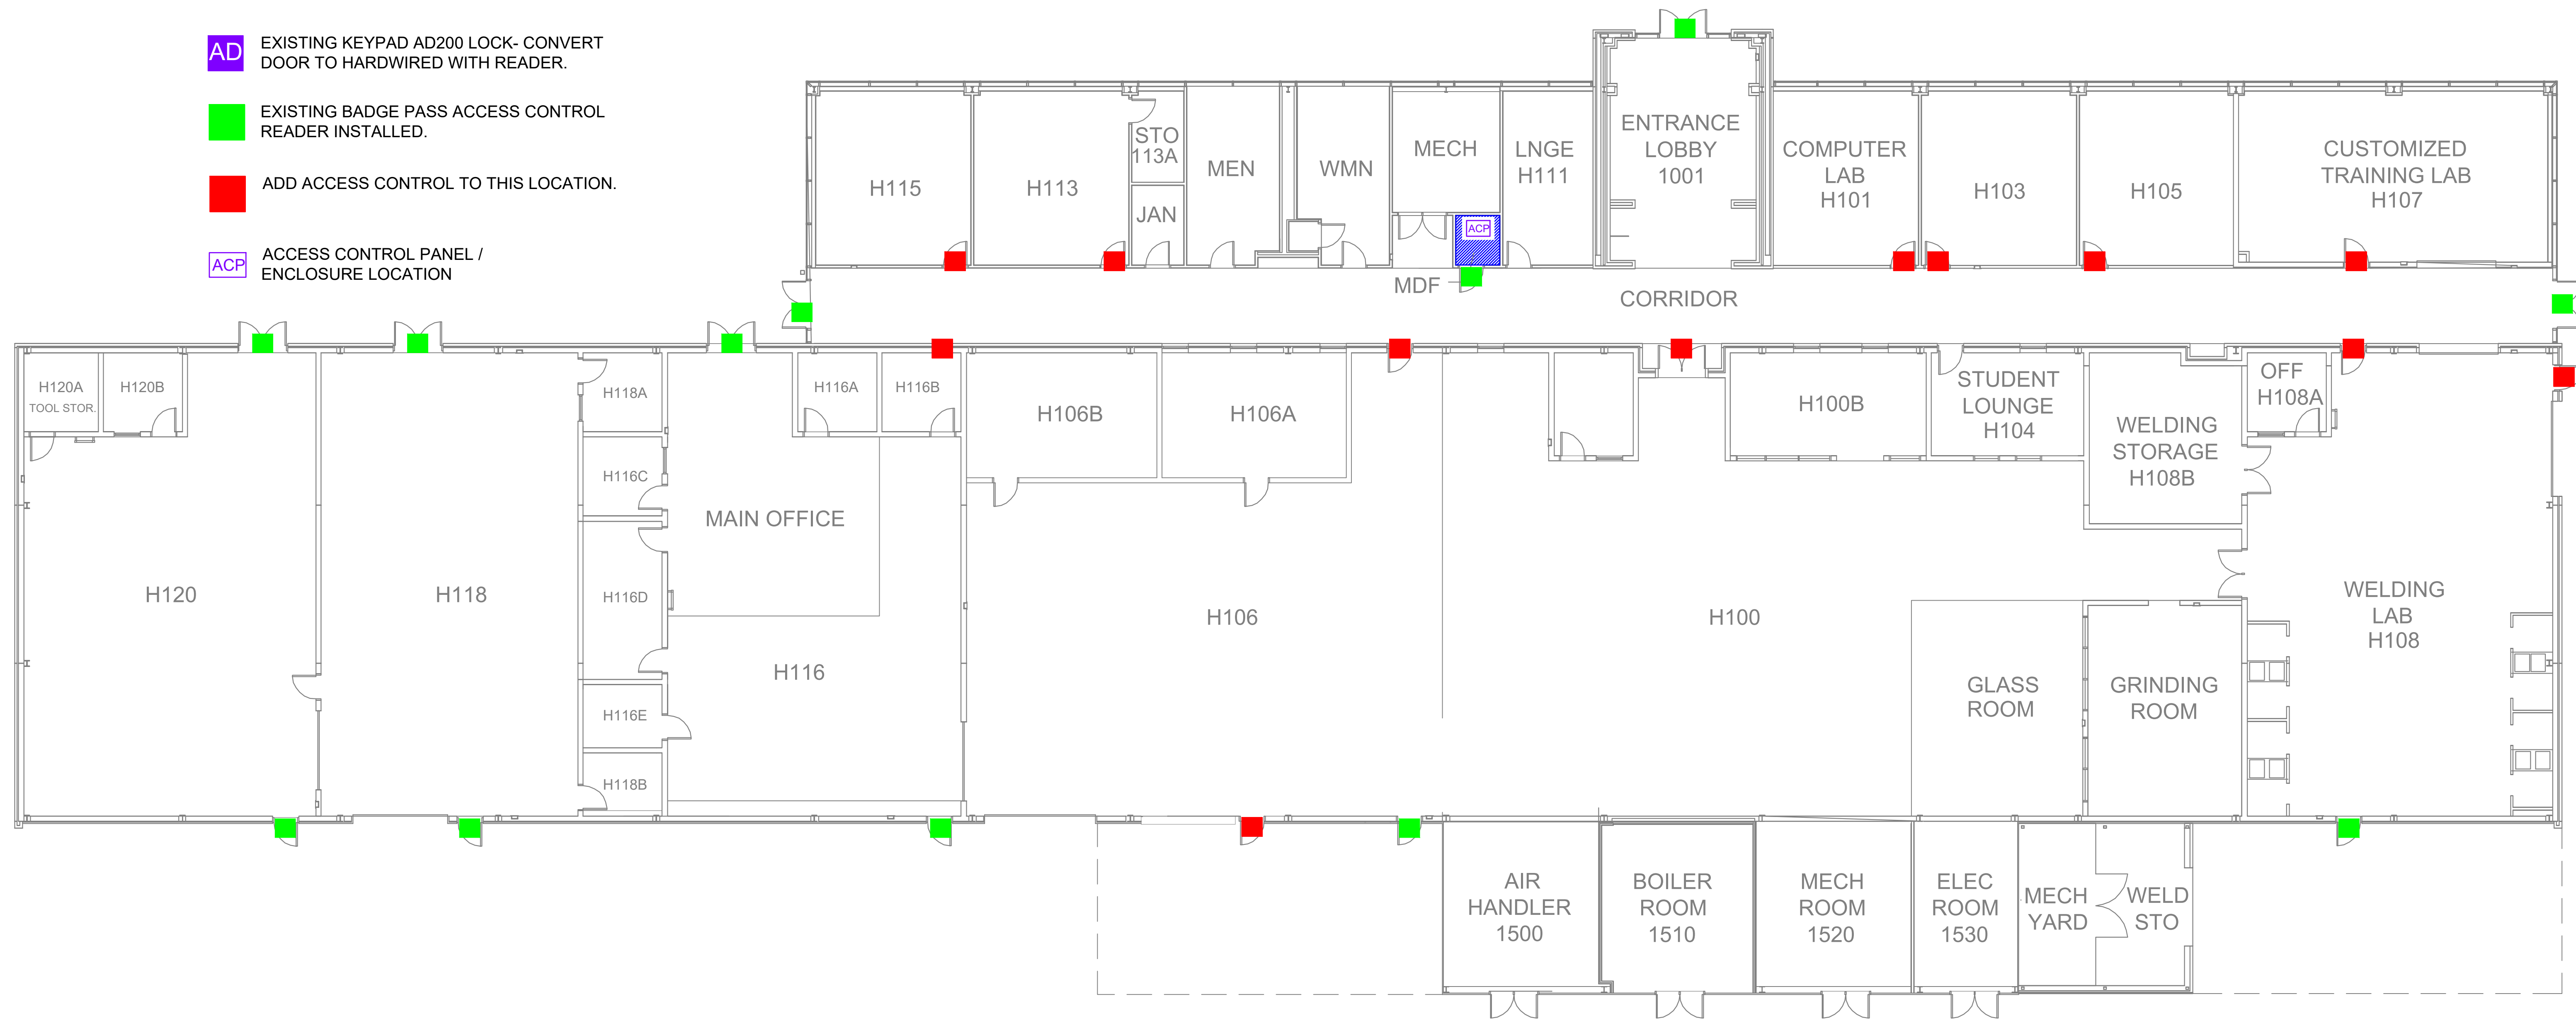 AD
EXISTING KEYPAD AD200 LOCK- CONVERT
DOOR TO HARDWIRED WITH READER.
EXISTING BADGE PASS ACCESS CONTROL
READER INSTALLED.
ADD ACCESS CONTROL TO THIS LOCATION.
ACP
ACCESS CONTROL PANEL /
ENCLOSURE LOCATION
H115
H113
STO
113A
JAN
MEN
WMN
MECH
ACP
LNGE
H111
ENTRANCE
LOBBY
1001
COMPUTER
LAB
H101
H103
H105
CUSTOMIZED
TRAINING LAB
H107
MDF
CORRIDOR
H120A
TOOL STOR.
H120B
H118A
H116A
H116B
H106B
H106A
H100B
STUDENT
LOUNGE
H104
WELDING
STORAGE
H108B
OFF
H108A
H116C
MAIN OFFICE
H120
H118
H116D
H116
H106
H100
WELDING
LAB
H108
H116E
H118B
GLASS
ROOM
GRINDING
ROOM
AIR
HANDLER
1500
BOILER
ROOM
1510
MECH
ROOM
1520
ELEC
ROOM
1530
MECH
YARD
WELD
STO